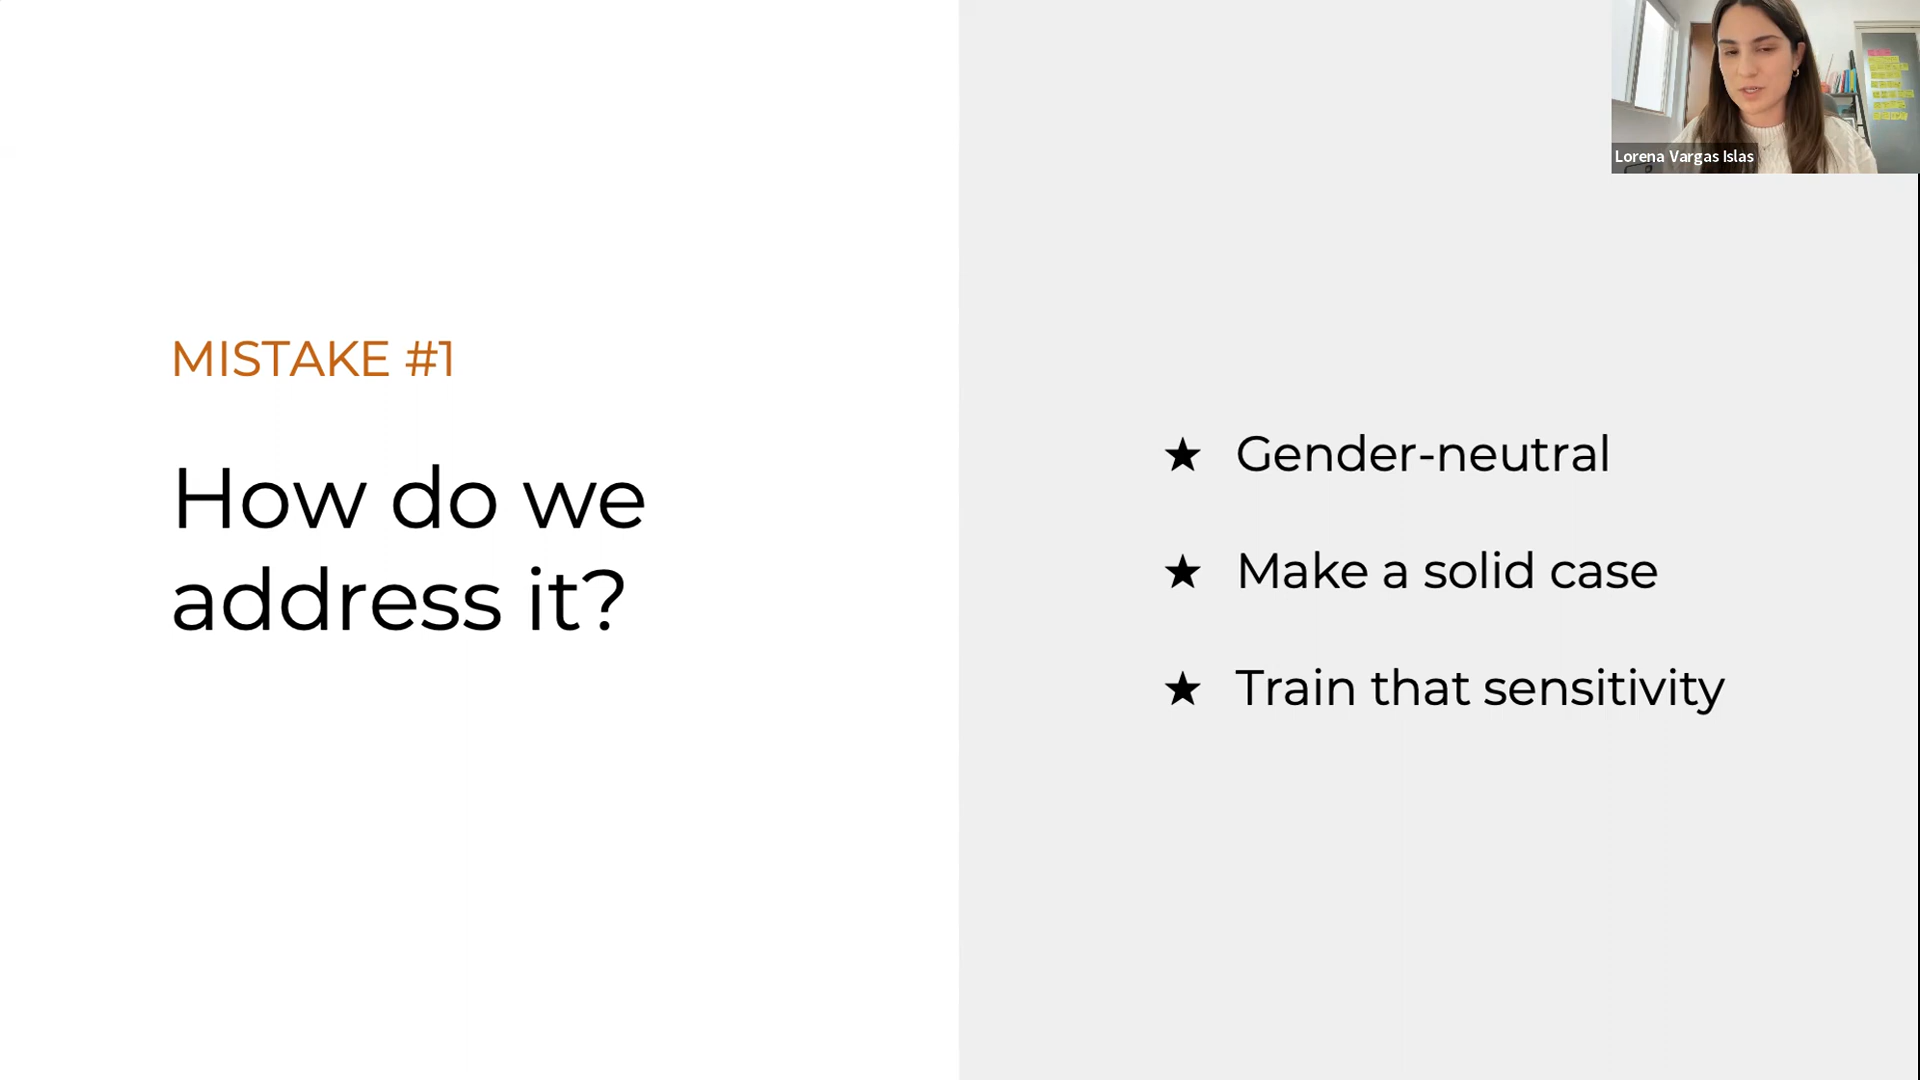 MISTAKE #1
How do we
address it?
★ Gender-neutral
★ Make a solid case
★ Train that sensitivity
Lorena Vargas Islas